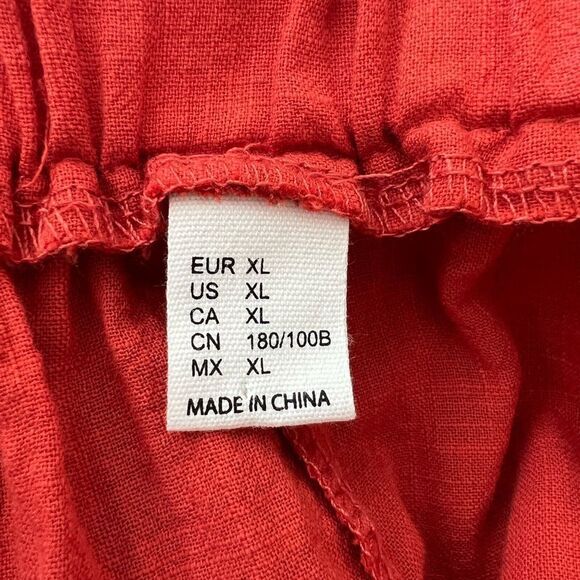 EUR XL
US XL
CA XL
CN 180/100B
MX XL
MADE IN CHINA